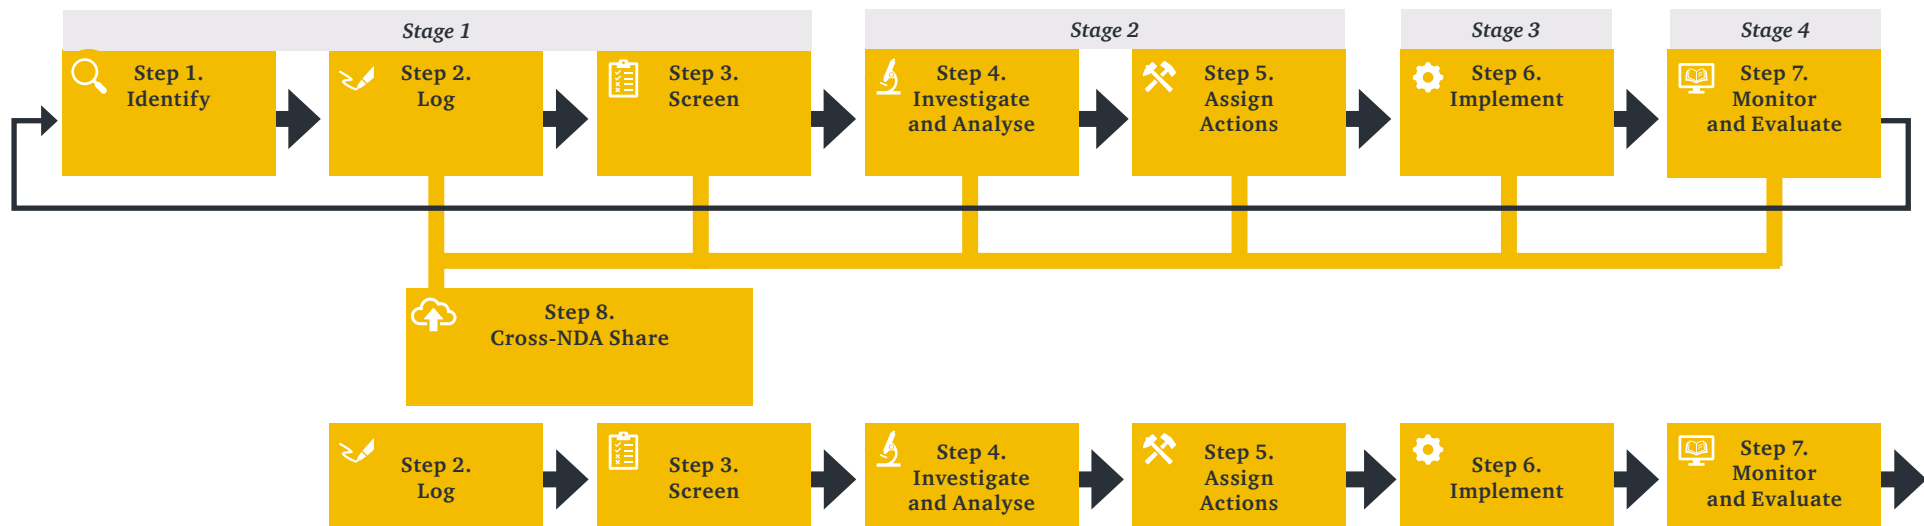 Stage 1
Stage 2
Stage 3
Stage 4
Step 1.
Identify
Step 2.
Log
Step 3.
Screen
Step 4.
Investigate
and Analyse
Step 5.
Assign
Actions
Step 6.
Implement
Step 7.
Monitor
and Evaluate
Step 8.
Cross-NDA Share
Step 2.
Log
Step 3.
Screen
Step 4.
Investigate
and Analyse
Step 5.
Assign
Actions
Step 6.
Implement
Step 7.
Monitor
and Evaluate